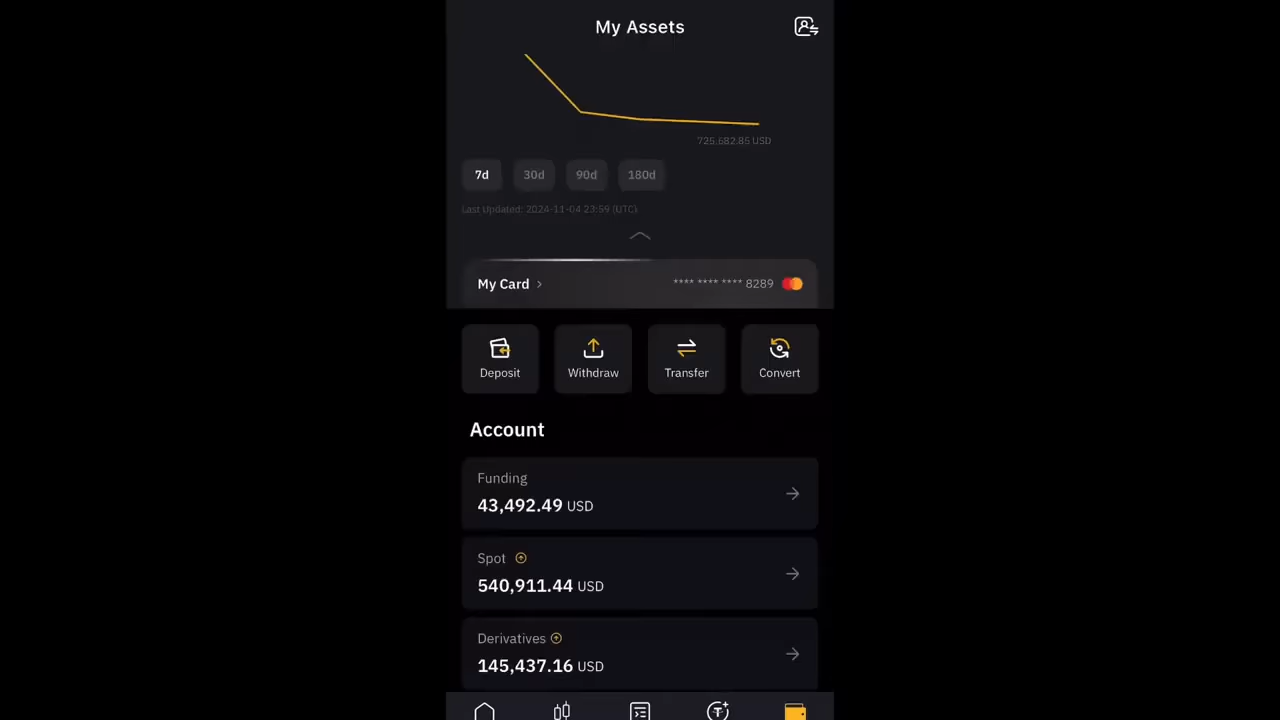 My Assets
725,682.85 USD
7d 30d 90d 180d
Last Updated: 2024-11-04 23:59 (UTC)
My Card > **** **** **** 8289
Deposit Withdraw Transfer Convert
Account
Funding
43,492.49 USD
Spot
540,911.44 USD
Derivatives
145,437.16 USD